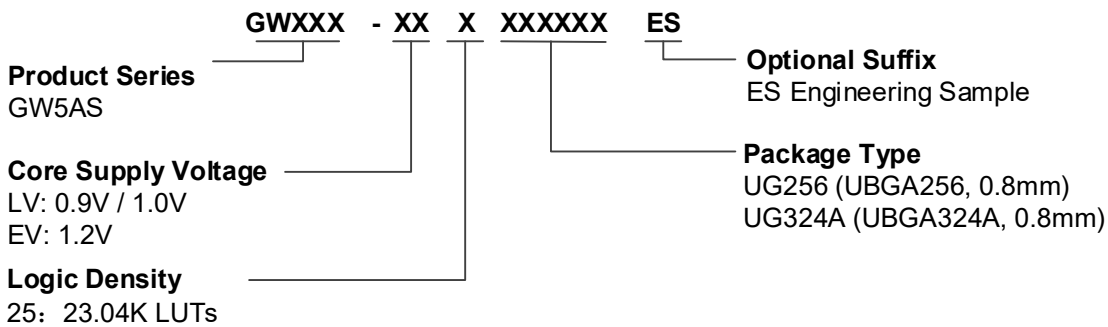 GWXXX - XX X XXXXXX ES
Product Series
GW5AS
Core Supply Voltage
LV: 0.9V / 1.0V
EV: 1.2V
Logic Density
25：23.04K LUTs
Optional Suffix
ES Engineering Sample
Package Type
UG256 (UBGA256, 0.8mm)
UG324A (UBGA324A, 0.8mm)